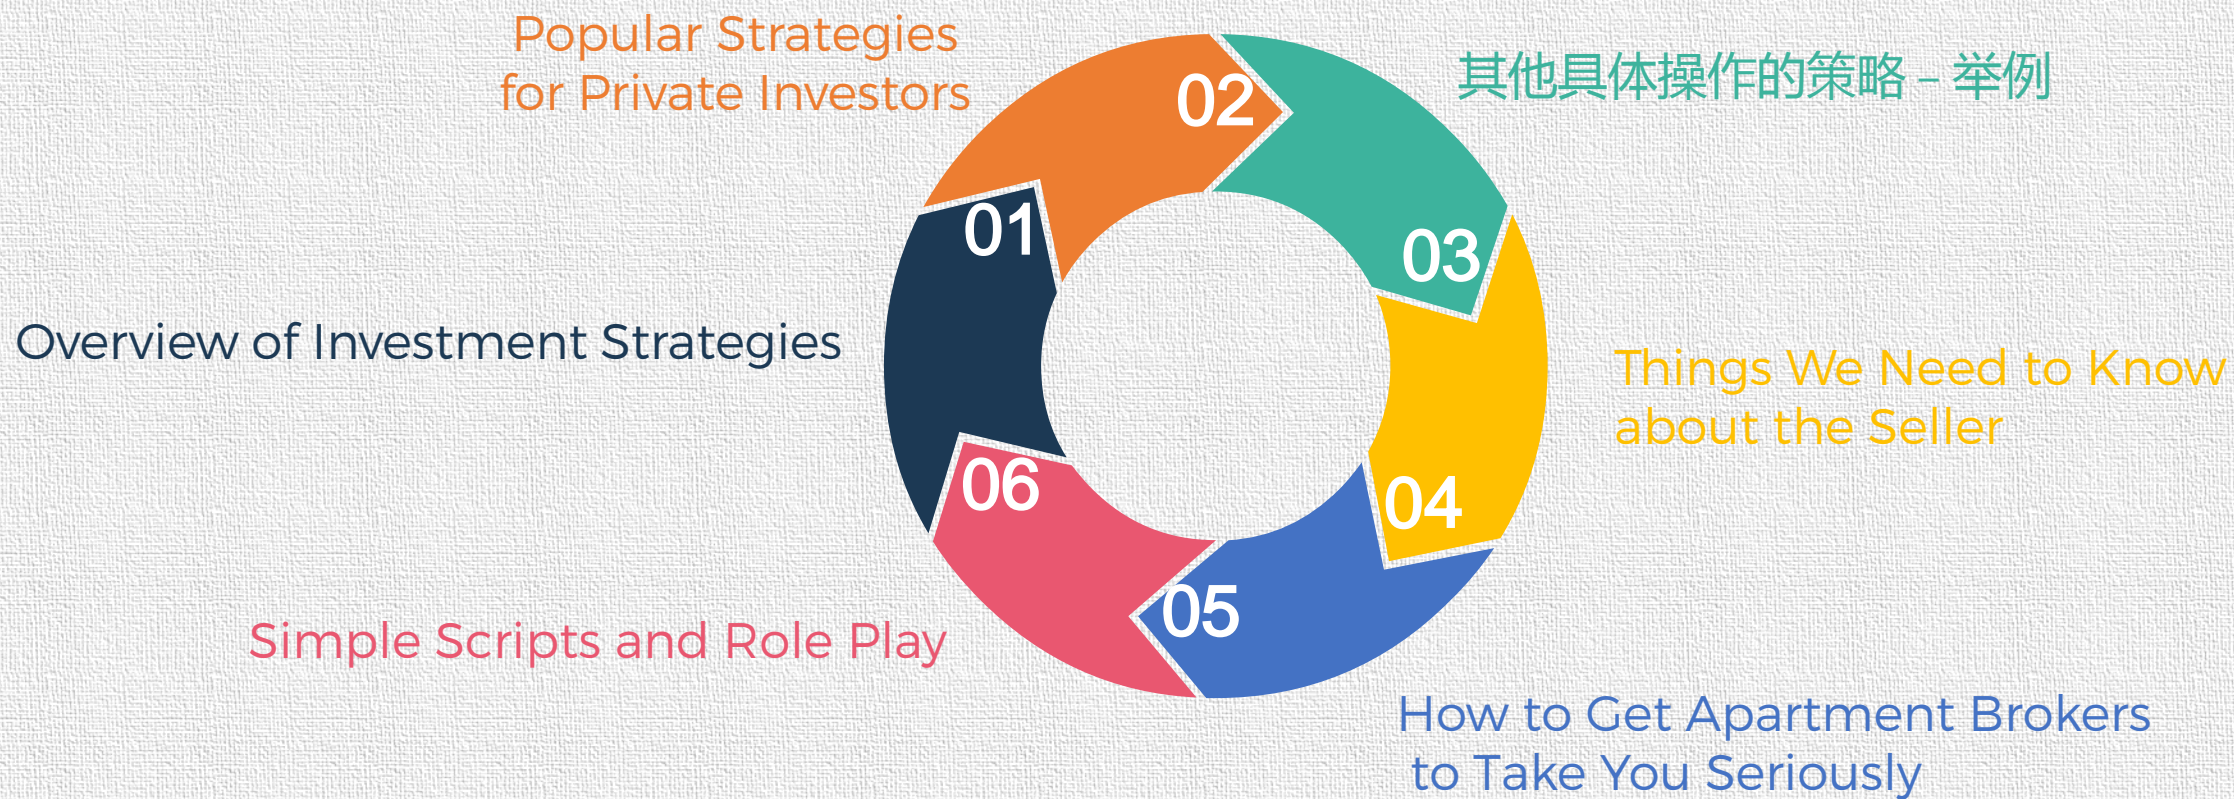 01
Overview of Investment Strategies
02
Popular Strategies
for Private Investors
03
其他具体操作的策略 – 举例
04
Things We Need to Know
about the Seller
05
How to Get Apartment Brokers
to Take You Seriously
06
Simple Scripts and Role Play